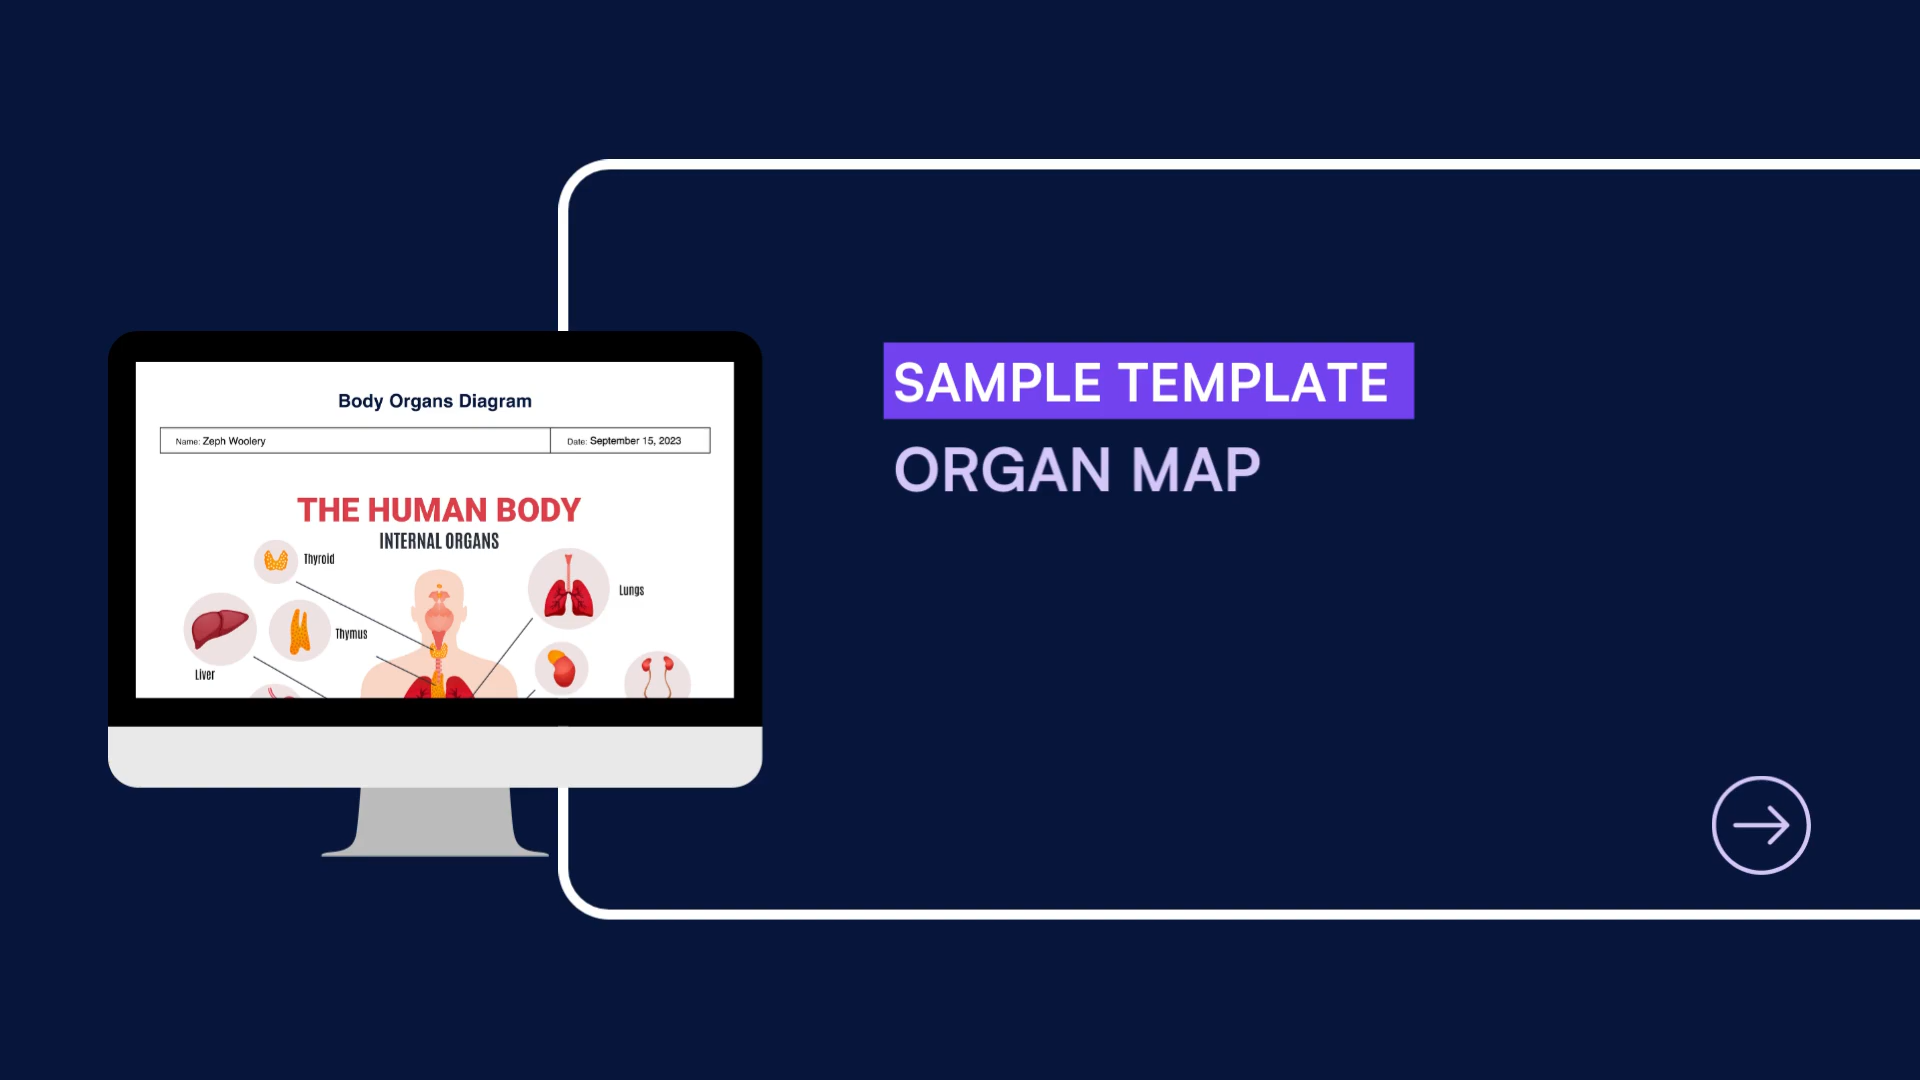 Body Organs Diagram
Name: Zeph Woolery
Date: September 15, 2023
THE HUMAN BODY
INTERNAL ORGANS
Thyroid
Lungs
Thymus
Liver
SAMPLE TEMPLATE
ORGAN MAP